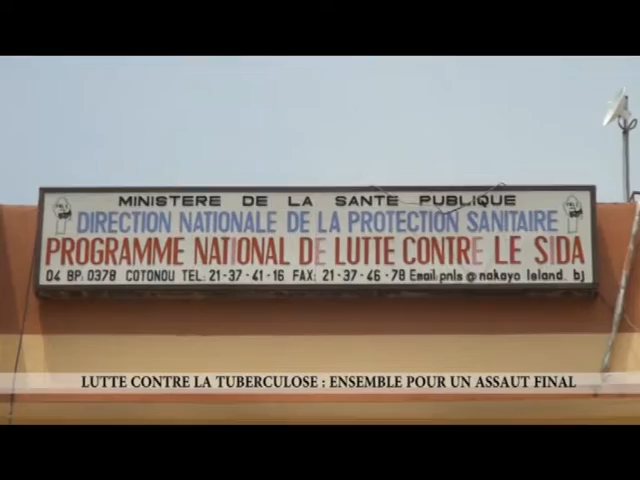 MINISTERE DE LA SANTE PUBLIQUE
DIRECTION NATIONALE DE LA PROTECTION SANITAIRE
PROGRAMME NATIONAL DE LUTTE CONTRE LE SIDA
04 BP. 0378 COTONOU TEL: 21-37-41-16 FAX: 21-37-46-78 Email:pnls@nakayo leland. bj
LUTTE CONTRE LA TUBERCULOSE : ENSEMBLE POUR UN ASSAUT FINAL